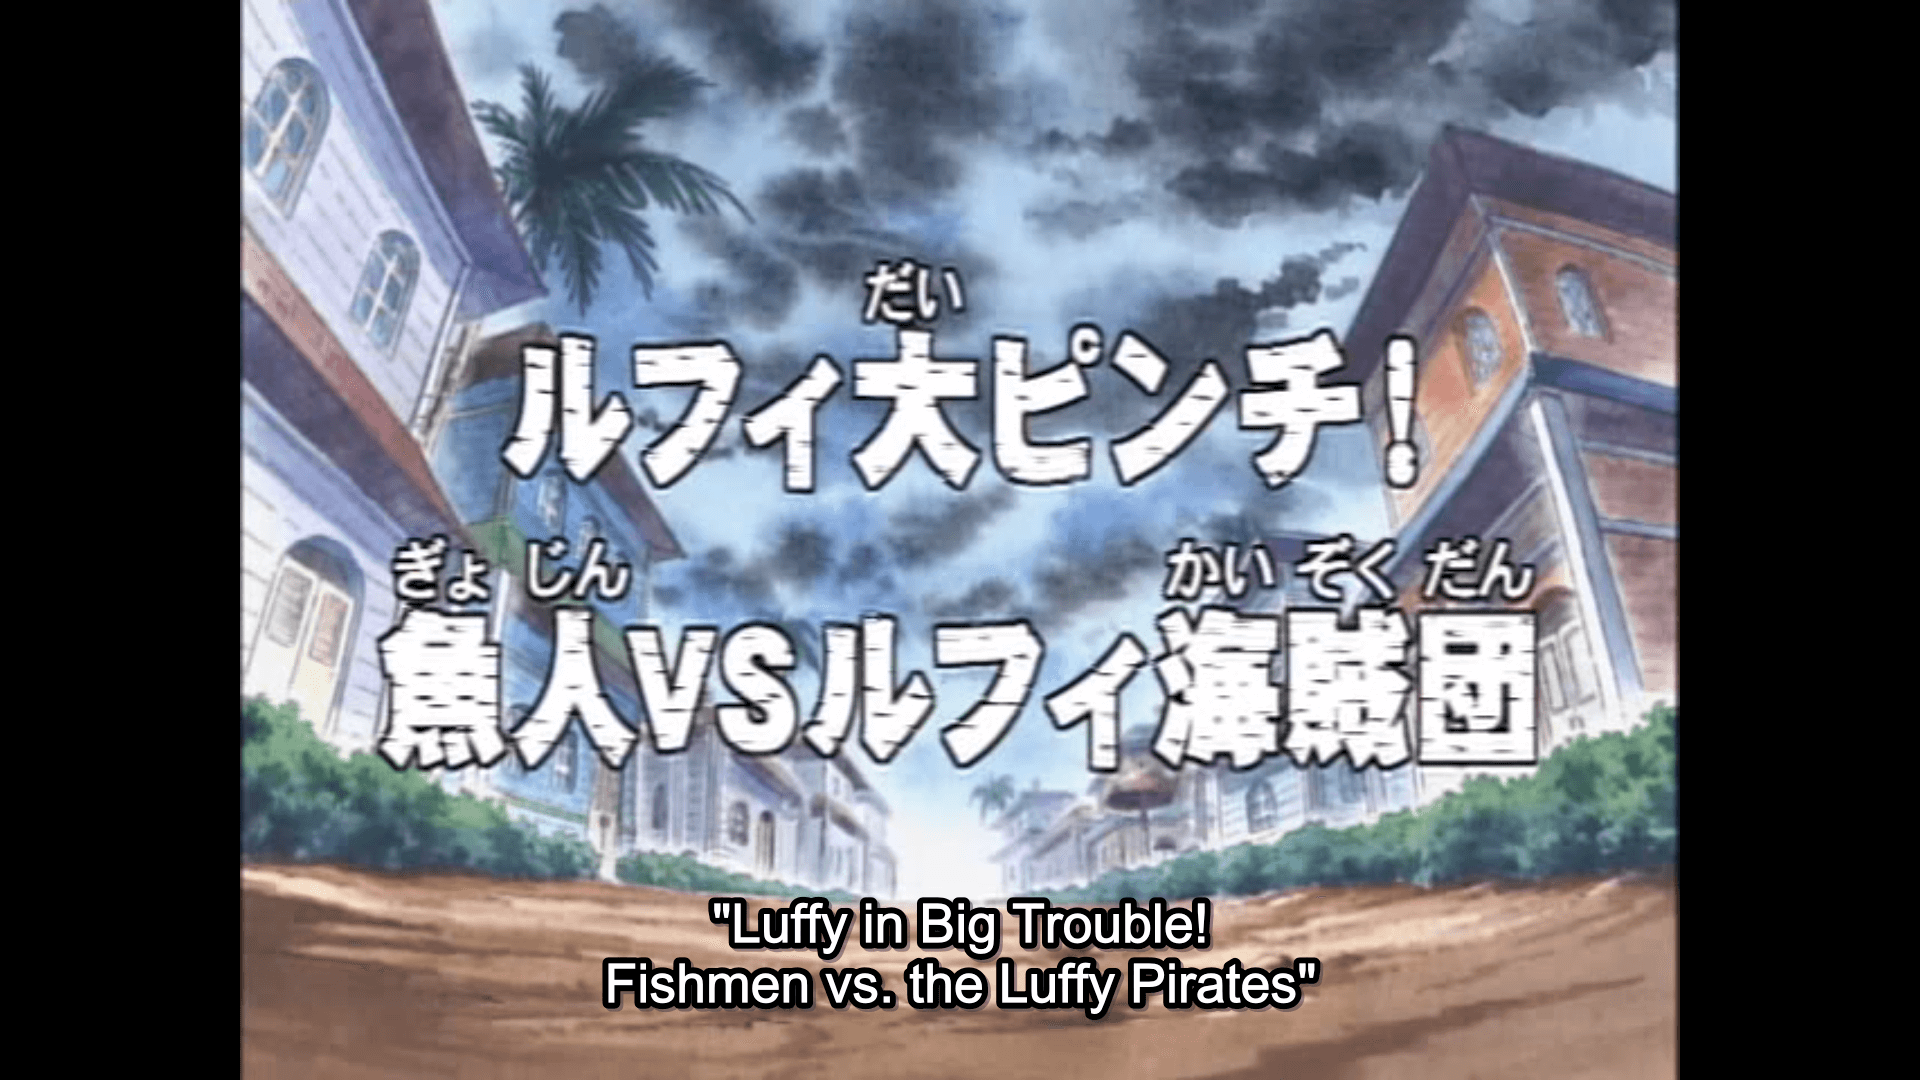 だい
ルフィ大ピンチ!
ぎょ じん かい ぞく だん
魚人VSルフィ海賊団
"Luffy in Big Trouble!
Fishmen vs. the Luffy Pirates"